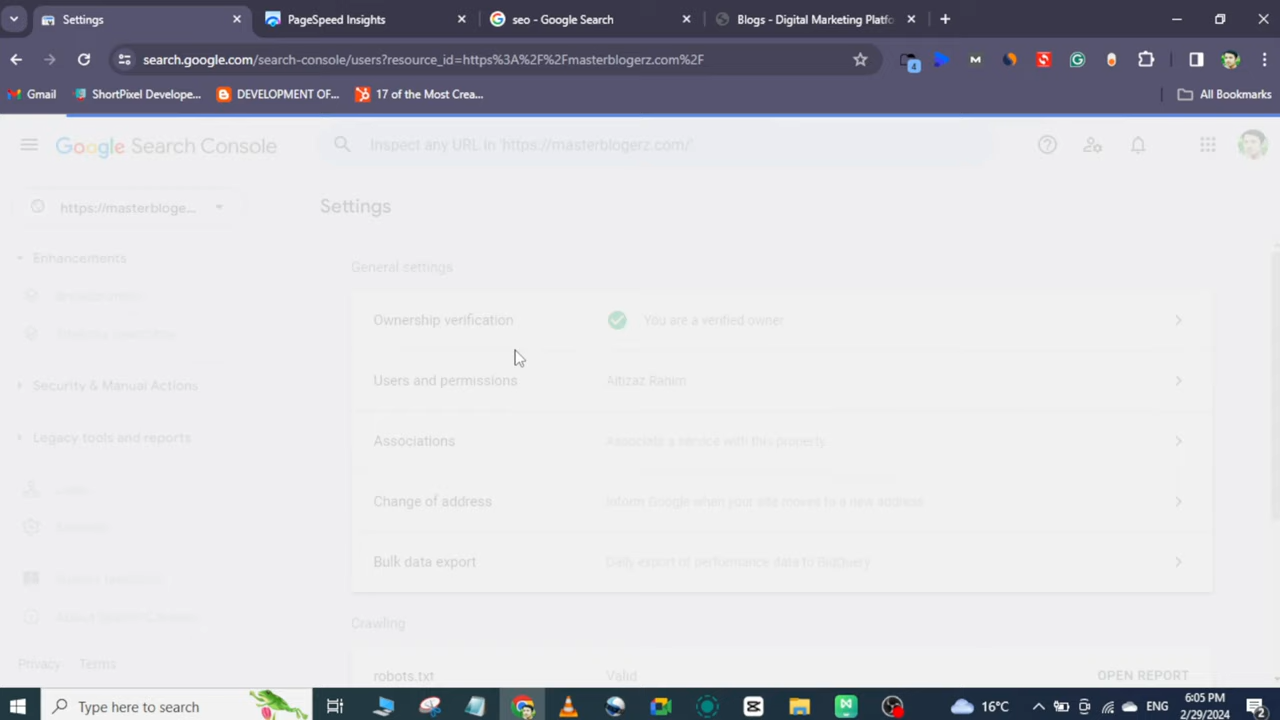 Settings
PageSpeed Insights
seo - Google Search
Blogs - Digital Marketing Platfo
search.google.com/search-console/users?resource_id=https%3A%2F%2Fmasterblogerz.com%2F
4
Gmail
ShortPixel Develope...
DEVELOPMENT OF...
17 of the Most Crea...
All Bookmarks
Google Search Console
Inspect any URL in 'https://masterblogerz.com/'
https://masterbloge...
Settings
Enhancements
General settings
Ownership verification
You are a verified owner
Users and permissions
Aitizaz Rahim
Security & Manual Actions
Legacy tools and reports
Associations
Associate a service with this property
Change of address
Inform Google when your site moves to a new address
Bulk data export
Daily export of performance data to BigQuery
Crawling
robots.txt
Valid
OPEN REPORT
Privacy
Terms
Type here to search
16°C
ENG
6:05 PM
2/29/2024